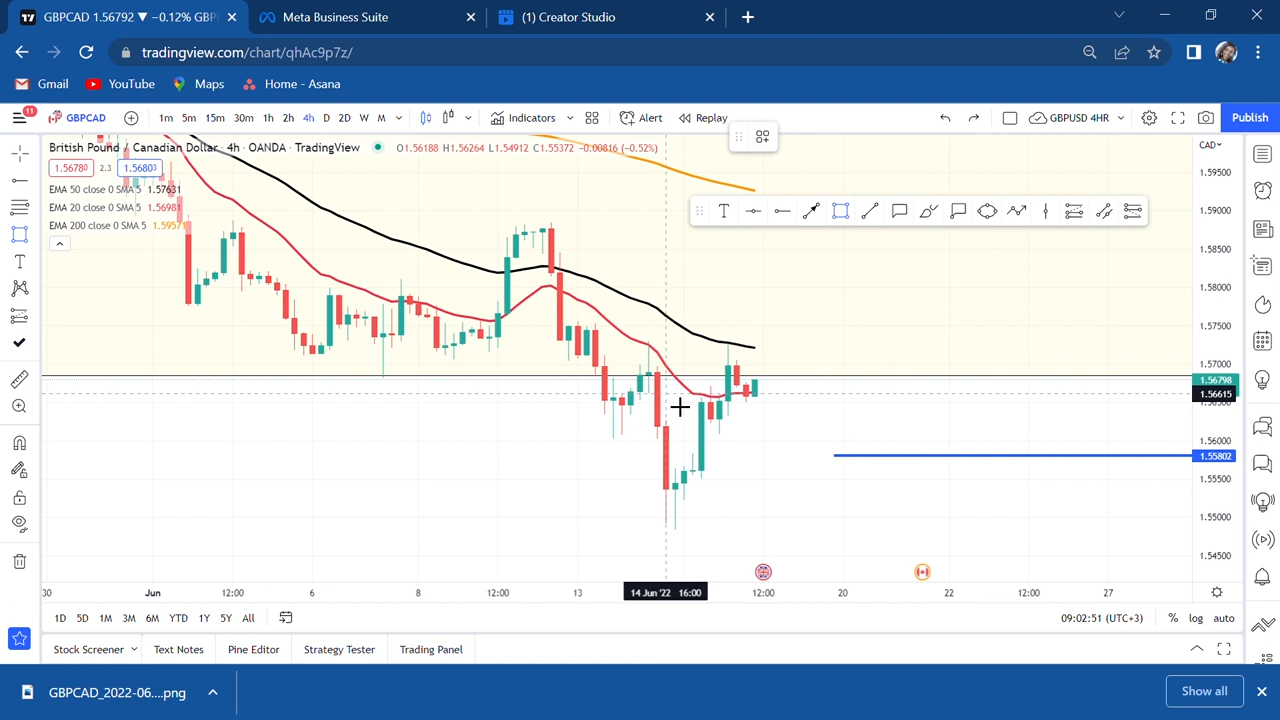 GBPCAD 1.56792 ▼ −0.12% GBP
Meta Business Suite
(1) Creator Studio
tradingview.com/chart/qhAc9p7z/
Gmail
YouTube
Maps
Home - Asana
11
GBPCAD
1m 5m 15m 30m 1h 2h 4h D 2D W M
Indicators
Alert
Replay
GBPUSD 4HR
Publish
British Pound / Canadian Dollar · 4h · OANDA · TradingView
O1.56188 H1.56264 L1.54912 C1.55372 −0.00816 (−0.52%)
CAD
1.56780
2.3
1.56803
EMA 50 close 0 SMA 5 1.57631
EMA 20 close 0 SMA 5 1.56981
EMA 200 close 0 SMA 5 1.59571
1.59500
1.59000
1.58500
1.58000
1.57500
1.57000
1.56798
1.56615
1.56000
1.55802
1.55500
1.55000
1.54500
30 Jun 12:00 6 8 12:00 13 14 Jun '22 16:00 12:00 20 22 12:00 27
1D 5D 1M 3M 6M YTD 1Y 5Y All
09:02:51 (UTC+3)
% log auto
Stock Screener
Text Notes
Pine Editor
Strategy Tester
Trading Panel
GBPCAD_2022-06....png
Show all